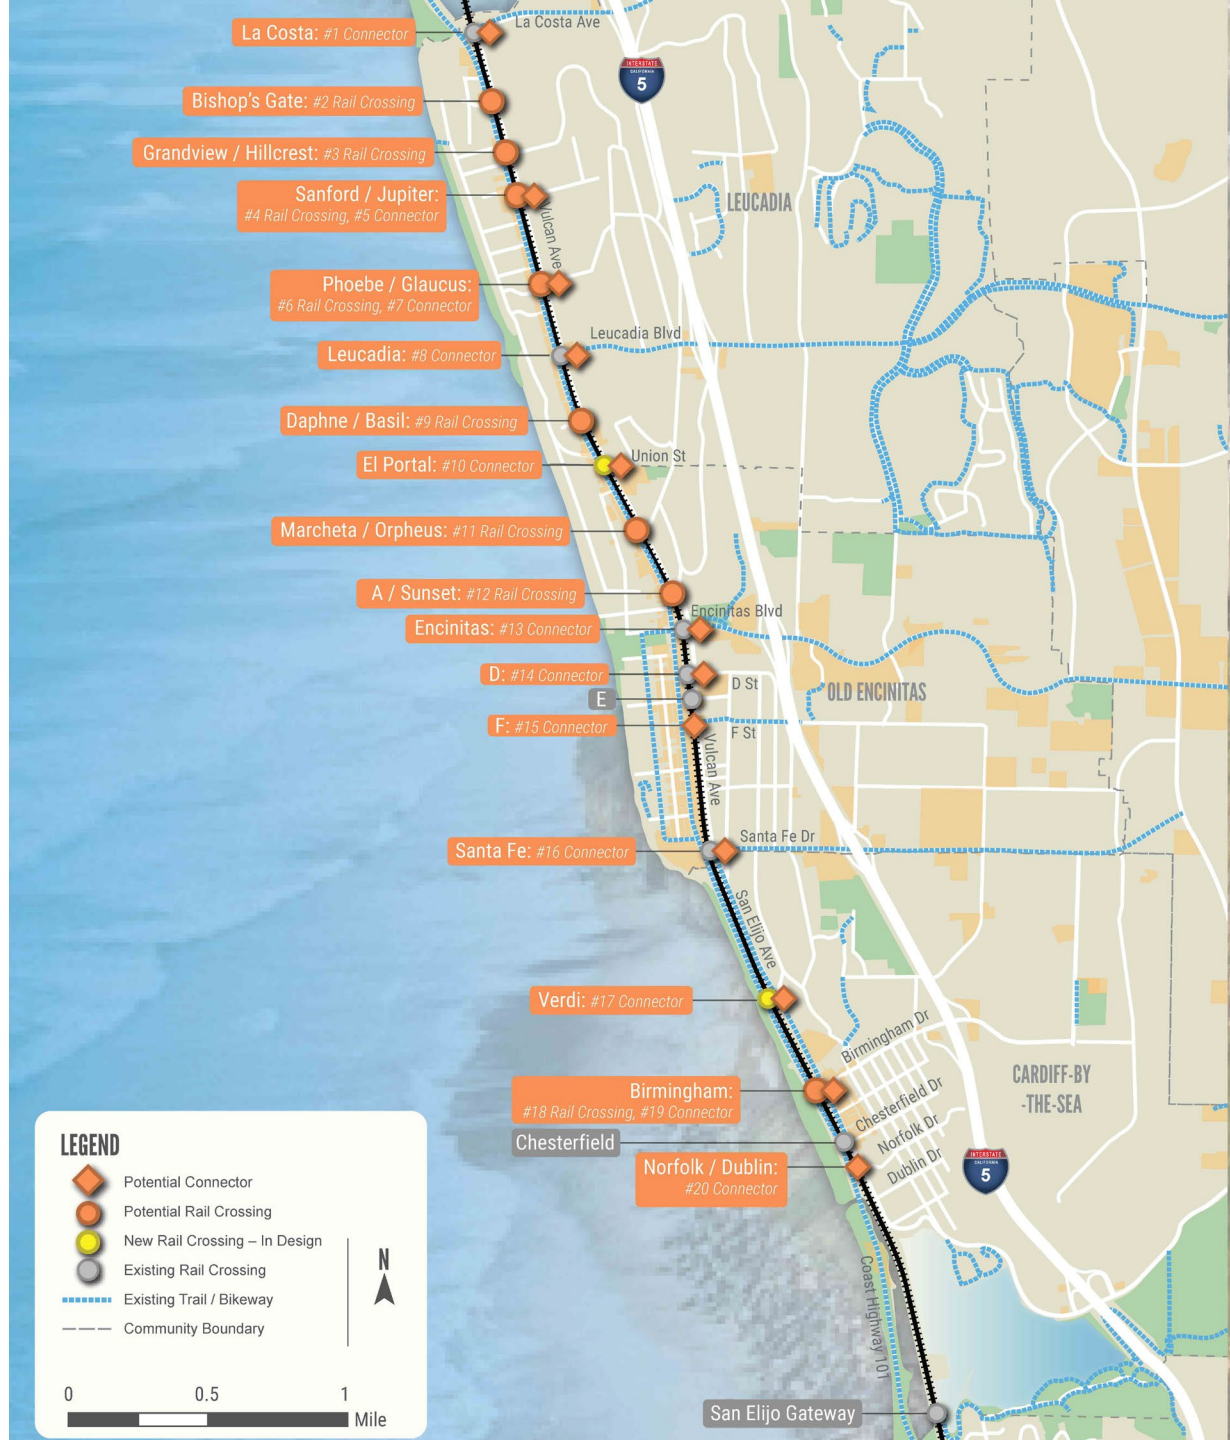 La Costa: #1 Connector
La Costa Ave
INTERSTATE
CALIFORNIA
5
Bishop's Gate: #2 Rail Crossing
Grandview / Hillcrest: #3 Rail Crossing
Sanford / Jupiter:
#4 Rail Crossing, #5 Connector
LEUCADIA
Vulcan Ave
Phoebe / Glaucus:
#6 Rail Crossing, #7 Connector
Leucadia Blvd
Leucadia: #8 Connector
Daphne / Basil: #9 Rail Crossing
El Portal: #10 Connector
Union St
Marcheta / Orpheus: #11 Rail Crossing
A / Sunset: #12 Rail Crossing
Encinitas Blvd
Encinitas: #13 Connector
D: #14 Connector
D St
OLD ENCINITAS
E
F: #15 Connector
F St
Vulcan Ave
Santa Fe Dr
Santa Fe: #16 Connector
San Elijo Ave
Verdi: #17 Connector
Birmingham Dr
CARDIFF-BY
-THE-SEA
Birmingham:
#18 Rail Crossing, #19 Connector
Chesterfield Dr
Chesterfield
Norfolk Dr
Norfolk / Dublin:
#20 Connector
Dublin Dr
INTERSTATE
CALIFORNIA
5
Coast Highway 101
San Elijo Gateway
LEGEND
Potential Connector
Potential Rail Crossing
New Rail Crossing – In Design
Existing Rail Crossing
Existing Trail / Bikeway
Community Boundary
N
0 0.5 1
Mile